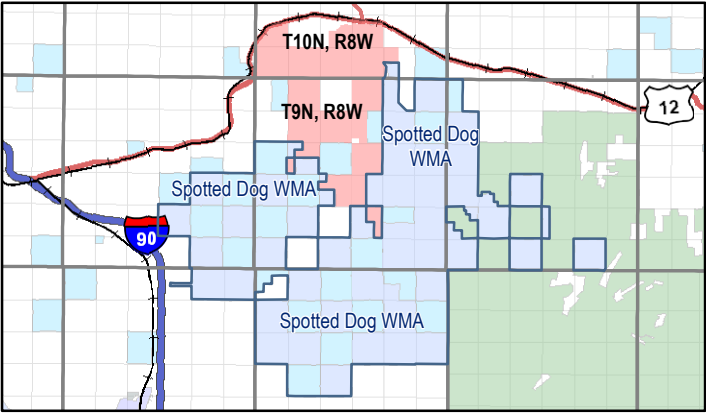 T10N, R8W
12
T9N, R8W
Spotted Dog
WMA
Spotted Dog WMA
90
Spotted Dog WMA